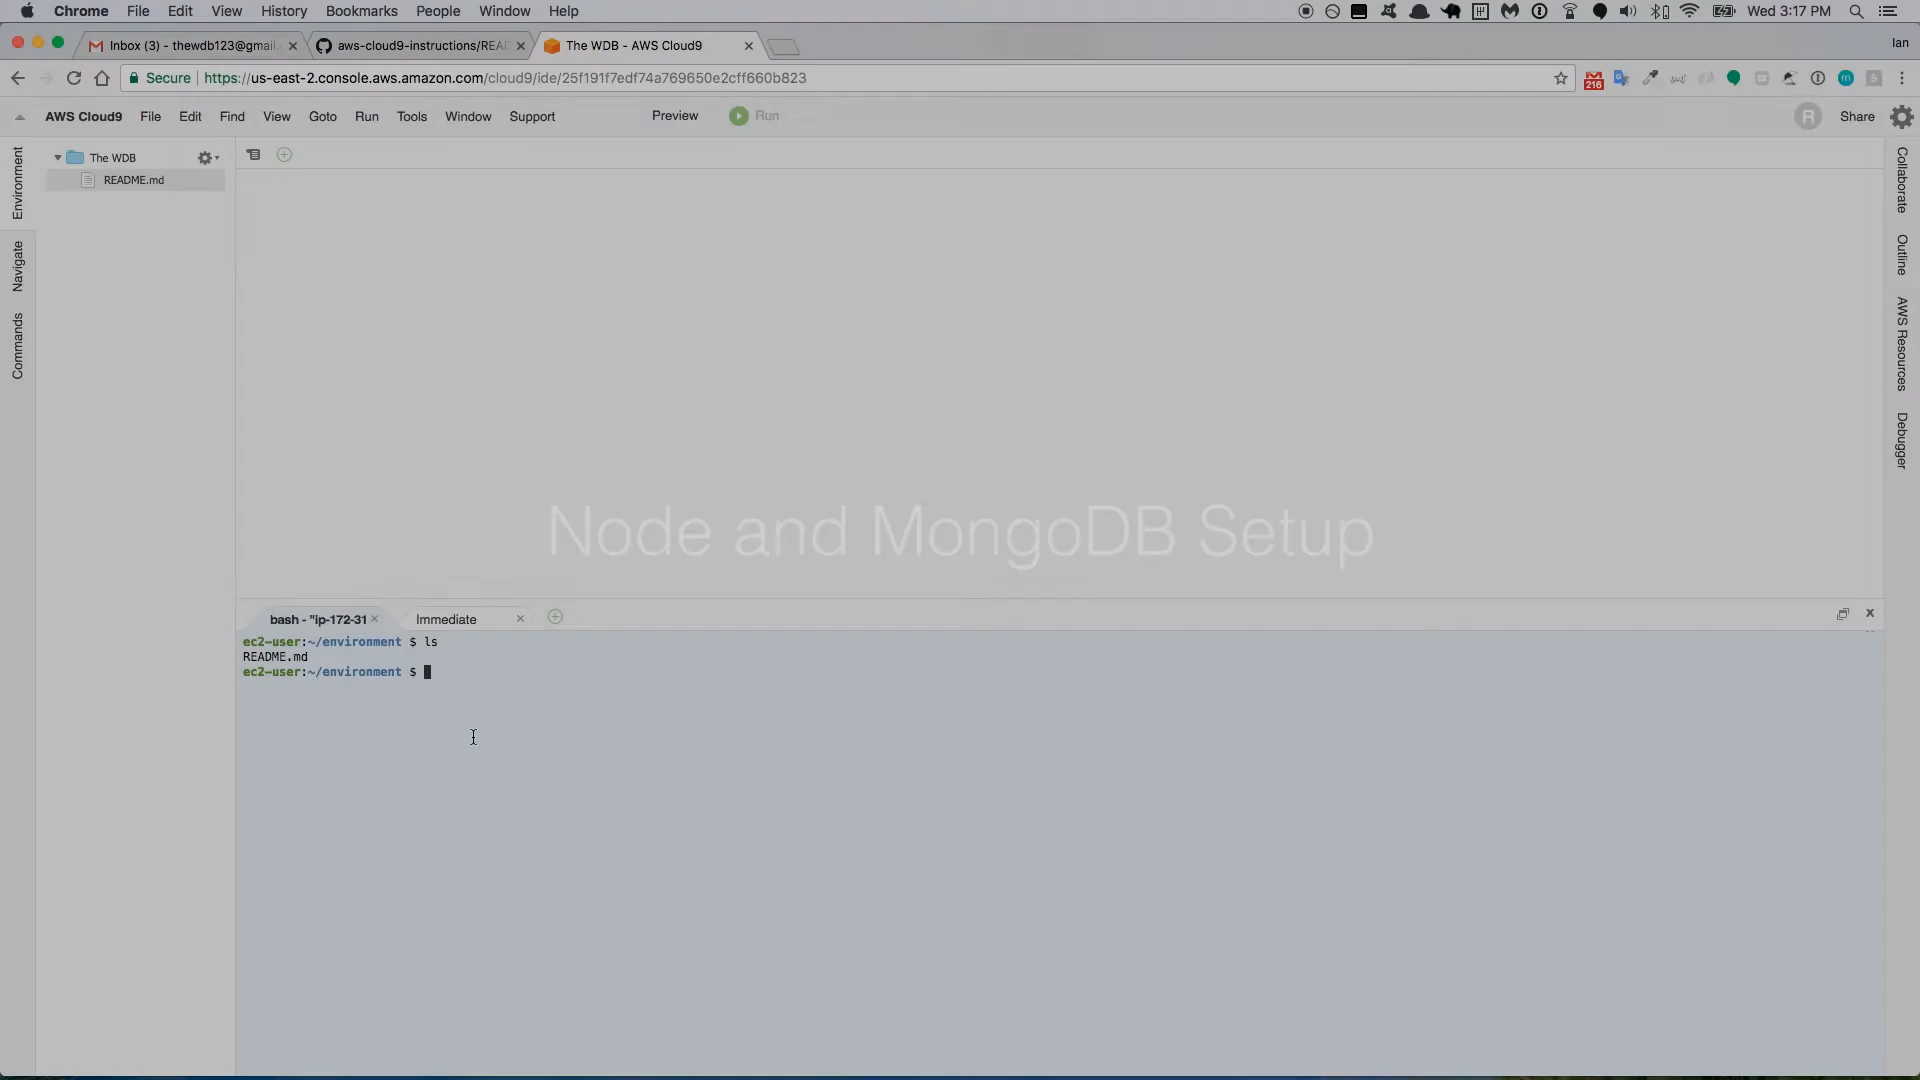 Chrome File Edit View History Bookmarks People Window Help Wed 3:17 PM
Inbox (3) - thewdb123@gmail. aws-cloud9-instructions/READ The WDB - AWS Cloud9 Ian
Secure https://us-east-2.console.aws.amazon.com/cloud9/ide/25f191f7edf74a769650e2cff660b823 216
AWS Cloud9 File Edit Find View Goto Run Tools Window Support Preview Run R Share
The WDB
README.md
Environment
Navigate
Commands
Collaborate
Outline
AWS Resources
Debugger
Node and MongoDB Setup
bash - "ip-172-31 Immediate
ec2-user:~/environment $ ls
README.md
ec2-user:~/environment $